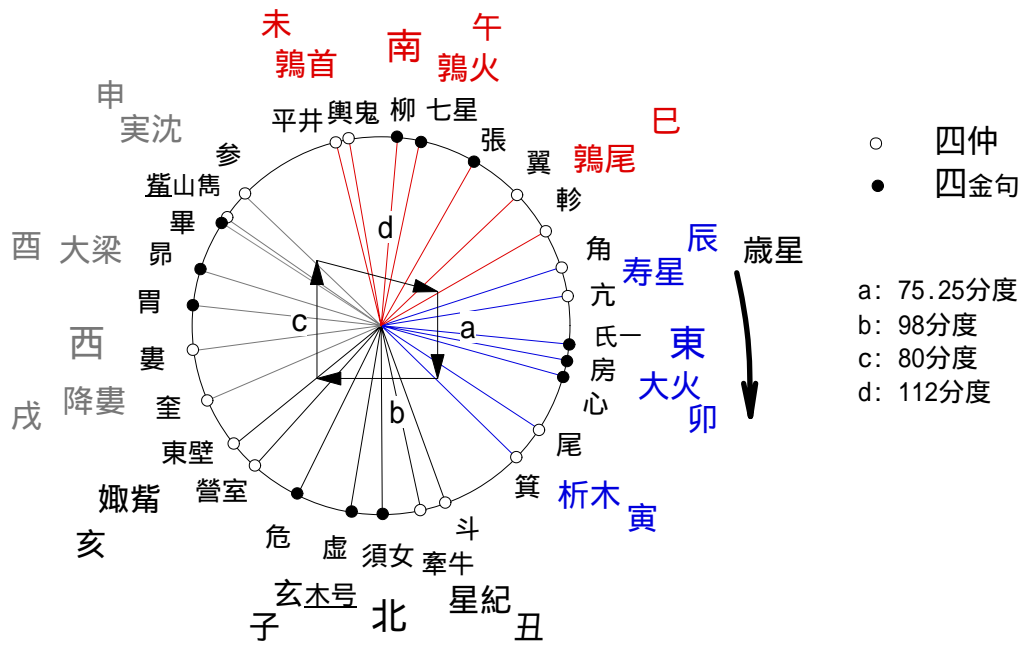 未
鶉首
南
午
鶉火
申
実沈
平井
輿鬼
柳
七星
張
巳
鶉尾
参
觜山雋
畢
昴
胃
婁
奎
東壁
營室
危
虚
須女
牽牛
斗
箕
尾
心
房
氐一
亢
角
軫
翼
酉
大梁
西
戌
降婁
娵觜
亥
子
玄木号
北
星紀
丑
析木
寅
東
大火
卯
辰
寿星
歳星
a
b
c
d
四仲
四金句
a: 75.25分度
b: 98分度
c: 80分度
d: 112分度